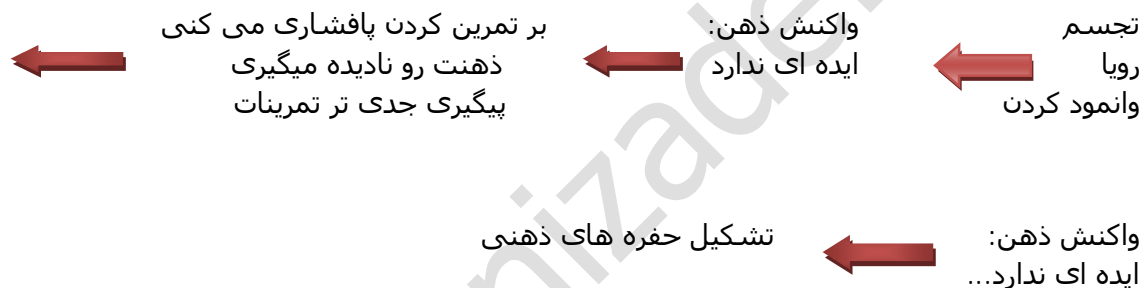 تجسم
رویا
وانمود کردن
واکنش ذهن:
ایده ای ندارد
بر تمرین کردن پافشاری می کنی
ذهنت رو نادیده میگیری
پیگیری جدی تر تمرینات
واکنش ذهن:
ایده ای ندارد...
تشکیل حفره های ذهنی